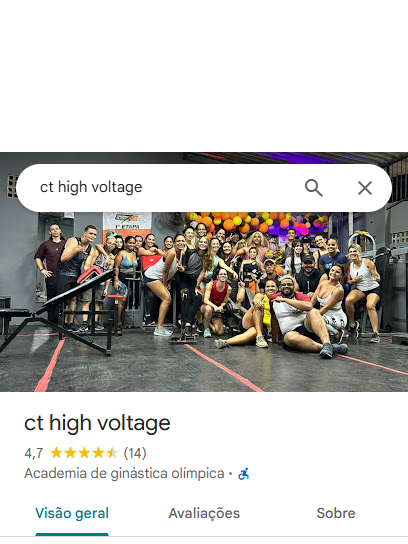 ct high voltage
1ª ETAPA
ct high voltage
4,7 (14)
Academia de ginástica olímpica ·
Visão geral Avaliações Sobre